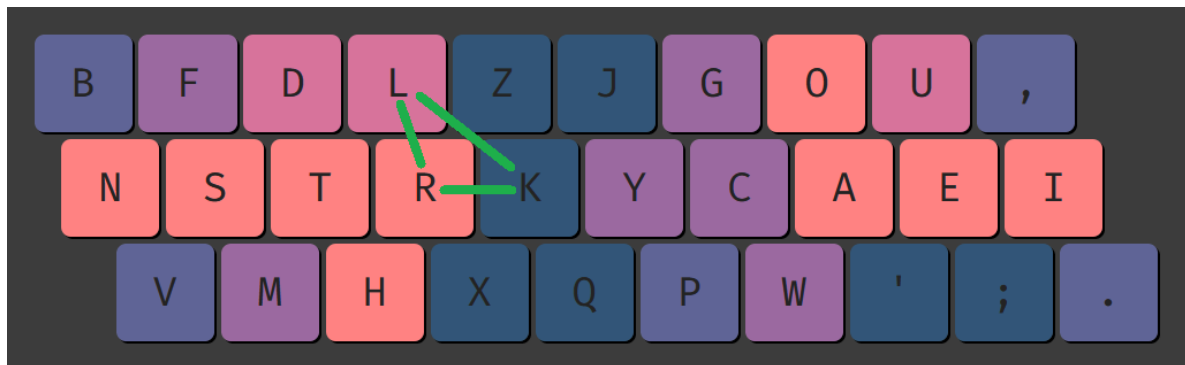 B F D L Z J G O U ,
N S T R K Y C A E I
V M H X Q P W ' ; .